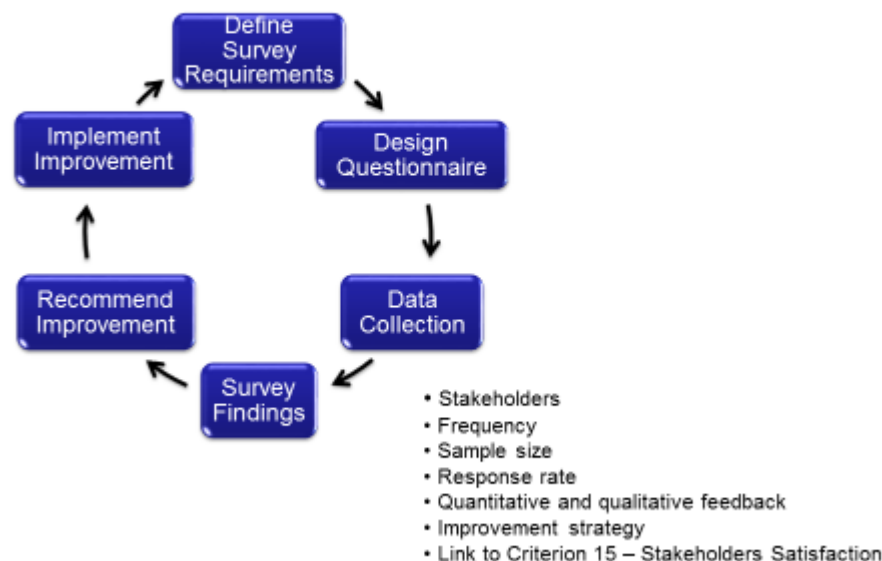 Define
Survey
Requirements
Design
Questionnaire
Data
Collection
Survey
Findings
Recommend
Improvement
Implement
Improvement
• Stakeholders
• Frequency
• Sample size
• Response rate
• Quantitative and qualitative feedback
• Improvement strategy
• Link to Criterion 15 – Stakeholders Satisfaction